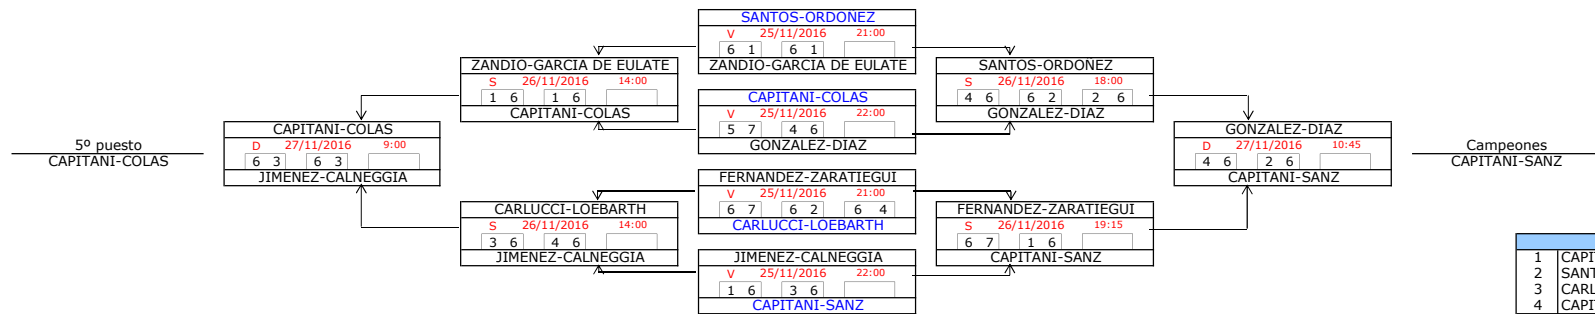 5º puesto
CAPITANI-COLAS
CAPITANI-COLAS
D 27/11/2016 9:00
6 3 6 3
JIMENEZ-CALNEGGIA
ZANDIO-GARCIA DE EULATE
S 26/11/2016 14:00
1 6 1 6
CAPITANI-COLAS
CARLUCCI-LOEBARTH
S 26/11/2016 14:00
3 6 4 6
JIMENEZ-CALNEGGIA
SANTOS-ORDONEZ
V 25/11/2016 21:00
6 1 6 1
ZANDIO-GARCIA DE EULATE
CAPITANI-COLAS
V 25/11/2016 22:00
5 7 4 6
GONZALEZ-DIAZ
FERNANDEZ-ZARATIEGUI
V 25/11/2016 21:00
6 7 6 2 6 4
CARLUCCI-LOEBARTH
JIMENEZ-CALNEGGIA
V 25/11/2016 22:00
1 6 3 6
CAPITANI-SANZ
SANTOS-ORDONEZ
S 26/11/2016 18:00
4 6 6 2 2 6
GONZALEZ-DIAZ
FERNANDEZ-ZARATIEGUI
S 26/11/2016 19:15
6 7 1 6
CAPITANI-SANZ
GONZALEZ-DIAZ
D 27/11/2016 10:45
4 6 2 6
CAPITANI-SANZ
Campeones
CAPITANI-SANZ
1 CAPI
2 SANT
3 CARL
4 CAPI